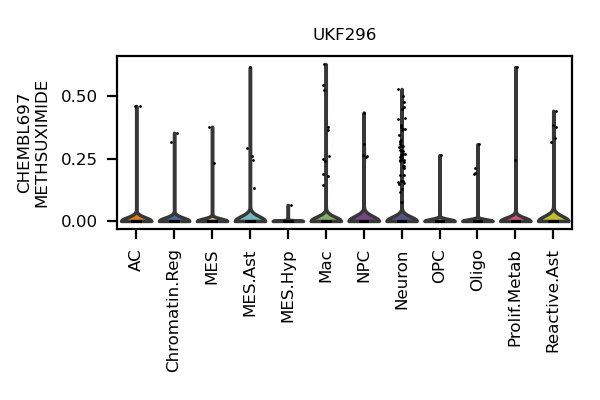 UKF296
CHEMBL697
METHSUXIMIDE
0.50
0.25
0.00
AC
Chromatin.Reg
MES
MES.Ast
MES.Hyp
Mac
NPC
Neuron
OPC
Oligo
Prolif.Metab
Reactive.Ast